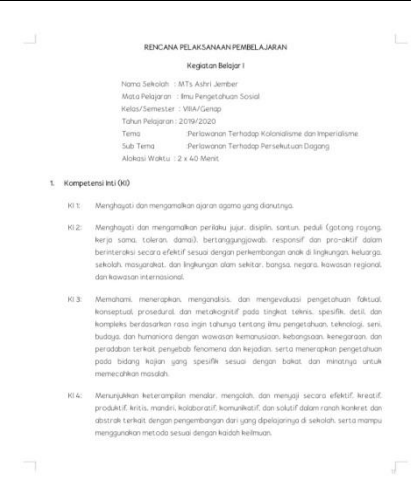 RENCANA PELAKSANAAN PEMBELAJARAN
Kegiatan Belajar I
Nama Sekolah : MTs Ashri Jember
Mata Pelajaran : Ilmu Pengetahuan Sosial
Kelas/Semester : VIIIA/Genap
Tahun Pelajaran : 2019/2020
Tema :Perlawanan Terhadap Kolonialisme dan Imperialisme
Sub Tema :Perlawanan Terhadap Persekutuan Dagang
Alokasi Waktu : 2 x 40 Menit
1. Kompetensi Inti (KI)
KI 1: Menghayati dan mengamalkan ajaran agama yang dianutnya.
KI 2: Menghayati dan mengamalkan perilaku jujur, disiplin, santun, peduli (gotong royong,
kerja sama, toleran, damai), bertanggungjawab, responsif dan pro-aktif dalam
berinteraksi secara efektif sesuai dengan perkembangan anak di lingkungan, keluarga,
sekolah, masyarakat, dan lingkungan alam sekitar, bangsa, negara, kawasan regional,
dan kawasan internasional.
KI 3: Memahami, menerapkan, menganalisis, dan mengevaluasi pengetahuan faktual,
konseptual, prosedural, dan metakognitif pada tingkat teknis, spesifik, detil, dan
kompleks berdasarkan rasa ingin tahunya tentang ilmu pengetahuan, teknologi, seni,
budaya, dan humaniora dengan wawasan kemanusiaan, kebangsaan, kenegaraan, dan
peradaban terkait penyebab fenomena dan kejadian, serta menerapkan pengetahuan
pada bidang kajian yang spesifik sesuai dengan bakat dan minatnya untuk
memecahkan masalah.
KI 4: Menunjukkan keterampilan menalar, mengolah, dan menyaji secara efektif, kreatif,
produktif, kritis, mandiri, kolaboratif, komunikatif, dan solutif dalam ranah konkret dan
abstrak terkait dengan pengembangan dari yang dipelajarinya di sekolah, serta mampu
menggunakan metoda sesuai dengan kaidah keilmuan.